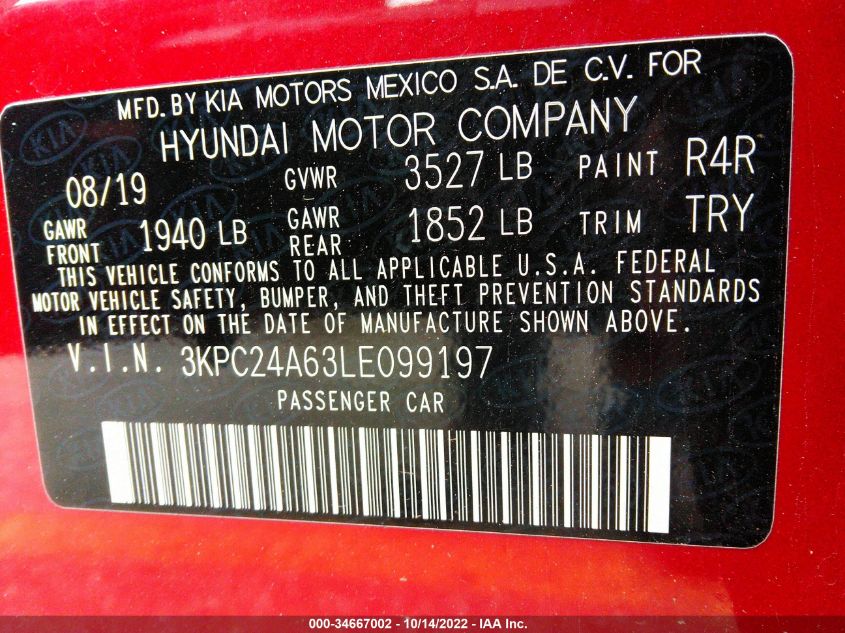 MFD. BY KIA MOTORS MEXICO S.A. DE C.V. FOR
HYUNDAI MOTOR COMPANY
08/19 GVWR 3527 LB PAINT R4R
GAWR FRONT 1940 LB GAWR REAR 1852 LB TRIM TRY
THIS VEHICLE CONFORMS TO ALL APPLICABLE U.S.A. FEDERAL
MOTOR VEHICLE SAFETY, BUMPER, AND THEFT PREVENTION STANDARDS
IN EFFECT ON THE DATE OF MANUFACTURE SHOWN ABOVE.
V.I.N. 3KPC24A63LE099197
PASSENGER CAR
000-34667002 - 10/14/2022 - IAA Inc.